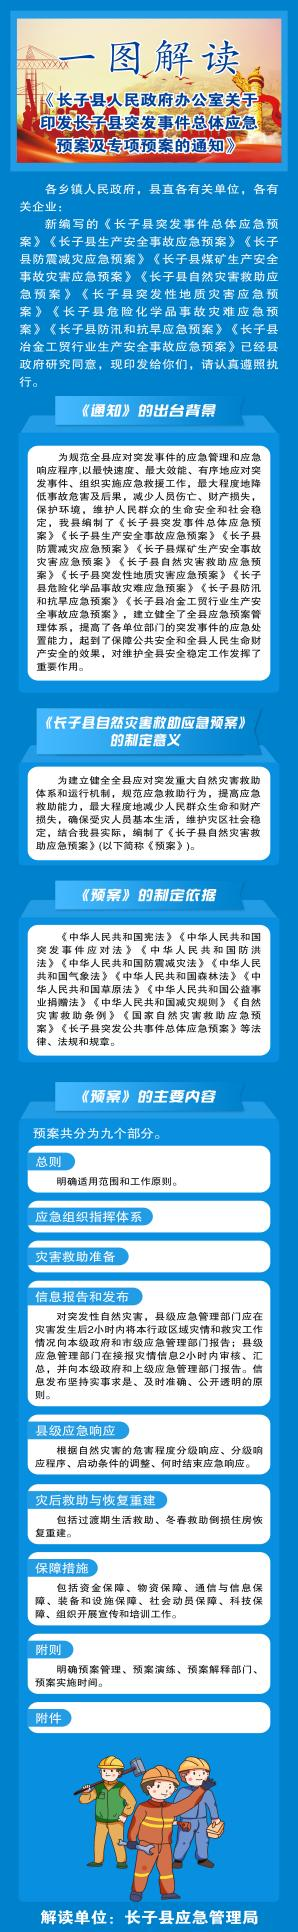 一图解读
《长子县人民政府办公室关于
印发长子县突发事件总体应急
预案及专项预案的通知》
各乡镇人民政府，县直各有关单位，各有
关企业：
新编写的《长子县突发事件总体应急预
案》《长子县生产安全事故应急预案》《长子
县防震减灾应急预案》《长子县煤矿生产安全
事故灾害应急预案》《长子县自然灾害救助应
急预案》《长子县突发性地质灾害应急预
案》《长子县危险化学品事故灾难应急预
案》《长子县防汛和抗旱应急预案》《长子县
冶金工贸行业生产安全事故应急预案》已经县
政府研究同意，现印发给你们，请认真遵照执
行。
《通知》的出台背景
为规范全县应对突发事件的应急管理和应急
响应程序,以最快速度、最大效能、有序地应对突
发事件、组织实施应急救援工作，最大程度地降
低事故危害及后果，减少人员伤亡、财产损失，
保护环境，维护人民群众的生命安全和社会稳
定，我县编制了《长子县突发事件总体应急预
案》《长子县生产安全事故应急预案》《长子县
防震减灾应急预案》《长子县煤矿生产安全事故
灾害应急预案》《长子县自然灾害救助应急预
案》《长子县突发性地质灾害应急预案》《长子
县危险化学品事故灾难应急预案》《长子县防汛
和抗旱应急预案》《长子县冶金工贸行业生产安
全事故应急预案》，建立健全了全县应急预案管
理体系，提高了各单位部门的突发事件的应急处
置能力，起到了保障公共安全和全县人民生命财
产安全的效果，对维护全县安全稳定工作发挥了
重要作用。
《长子县自然灾害救助应急预案》
的制定意义
为建立健全全县应对突发重大自然灾害救助
体系和运行机制，规范应急救助行为，提高应急
救助能力，最大程度地减少人民群众生命和财产
损失，确保受灾人员基本生活，维护灾区社会稳
定，结合我县实际，编制了《长子县自然灾害救
助应急预案》(以下简称《预案》)。
《预案》的制定依据
《中华人民共和国宪法》《中华人民共和国
突发事件应对法》《中华人民共和国防洪
法》《中华人民共和国防震减灾法》《中华人民
共和国气象法》《中华人民共和国森林法》《中
华人民共和国草原法》《中华人民共和国公益事
业捐赠法》《中华人民共和国减灾规则》《自然
灾害救助条例》《国家自然灾害救助应急预
案》《长子县突发公共事件总体应急预案》等法
律、法规和规章。
《预案》的主要内容
预案共分为九个部分。
总则
明确适用范围和工作原则。
应急组织指挥体系
灾害救助准备
信息报告和发布
对突发性自然灾害，县级应急管理部门应在
灾害发生后2小时内将本行政区域灾情和救灾工作
情况向本级政府和市级应急管理部门报告；县级
应急管理部门在接报灾情信息2小时内审核、汇
总，并向本级政府和上级应急管理部门报告。信
息发布坚持实事求是、及时准确、公开透明的原
则。
县级应急响应
根据自然灾害的危害程度分级响应、分级响
应程序、启动条件的调整、何时结束应急响应。
灾后救助与恢复重建
包括过渡期生活救助、冬春救助倒损住房恢
复重建。
保障措施
包括资金保障、物资保障、通信与信息保
障、装备和设施保障、社会动员保障、科技保
障、组织开展宣传和培训工作。
附则
明确预案管理、预案演练、预案解释部门、
预案实施时间。
附件
解读单位：长子县应急管理局